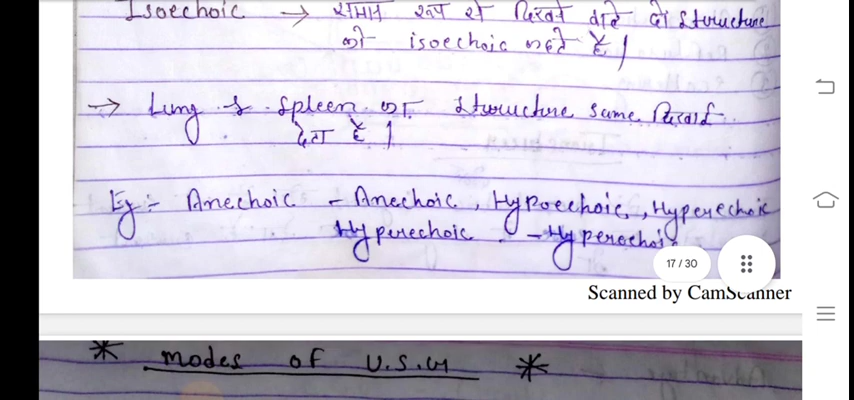 Isoechoic → समान रूप से दिखने वाले दो structure
को isoechoic कहते हैं।
→ Lung & Spleen का structure same दिखाई
देता है।
Eg :- Anechoic - Anechoic, Hypoechoic, Hyperechoic
Hyperechoic - Hyperechoic
17 / 30
Scanned by CamScanner
* modes of U.S.G *